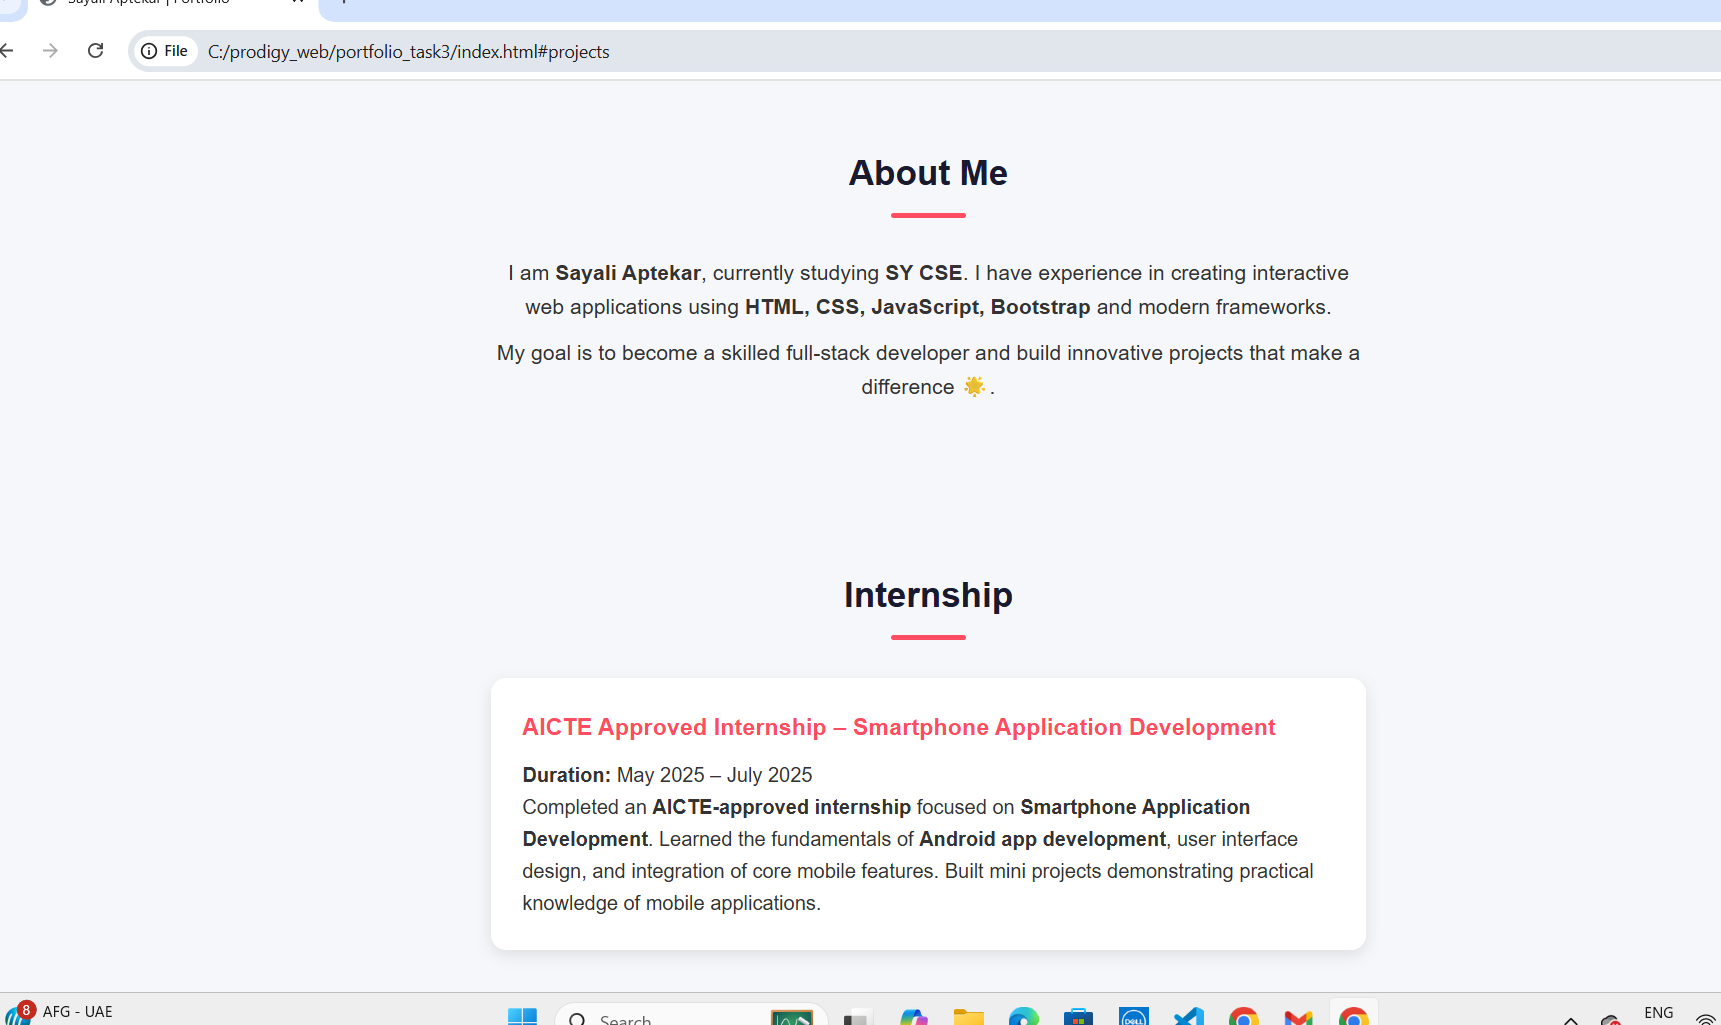 Sayali Aptekar | Portfolio
File C:/prodigy_web/portfolio_task3/index.html#projects
About Me
I am Sayali Aptekar, currently studying SY CSE. I have experience in creating interactive
web applications using HTML, CSS, JavaScript, Bootstrap and modern frameworks.
My goal is to become a skilled full-stack developer and build innovative projects that make a
difference 🌟.
Internship
AICTE Approved Internship – Smartphone Application Development
Duration: May 2025 – July 2025
Completed an AICTE-approved internship focused on Smartphone Application
Development. Learned the fundamentals of Android app development, user interface
design, and integration of core mobile features. Built mini projects demonstrating practical
knowledge of mobile applications.
8 AFG - UAE
Search
DELL
ENG